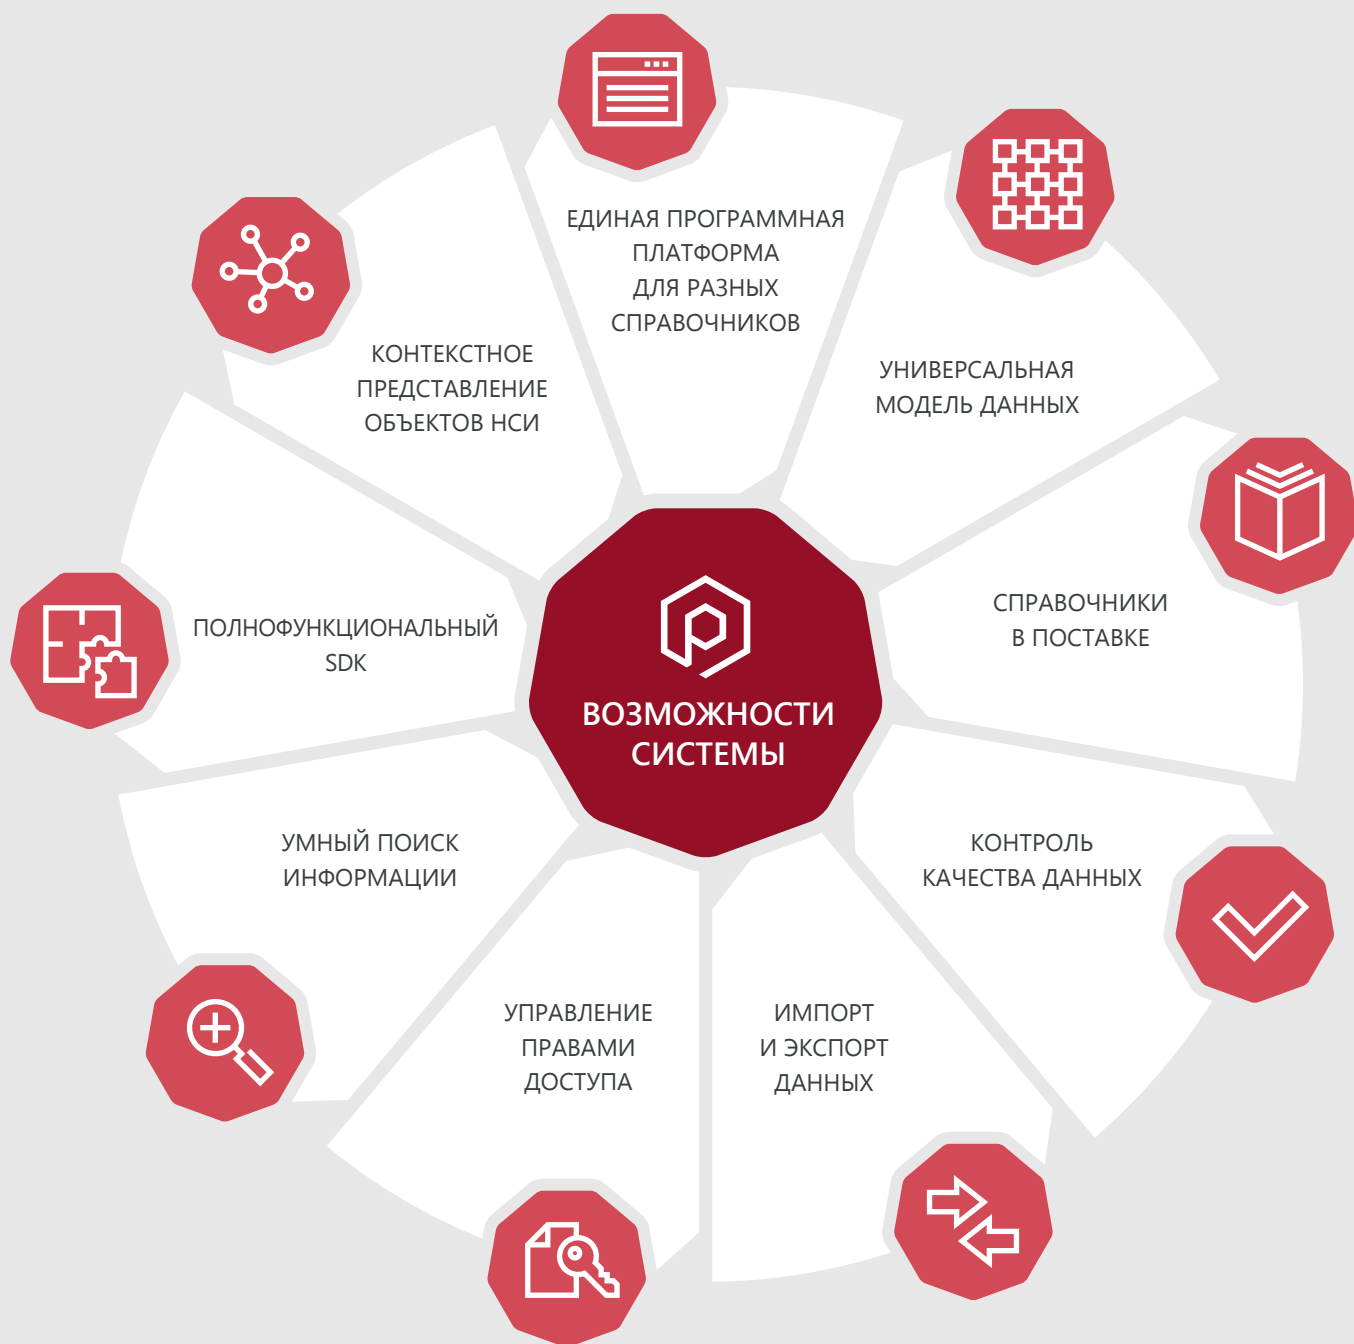 ЕДИНАЯ ПРОГРАММНАЯ
ПЛАТФОРМА
ДЛЯ РАЗНЫХ
СПРАВОЧНИКОВ
УНИВЕРСАЛЬНАЯ
МОДЕЛЬ ДАННЫХ
СПРАВОЧНИКИ
В ПОСТАВКЕ
КОНТРОЛЬ
КАЧЕСТВА ДАННЫХ
ИМПОРТ
И ЭКСПОРТ
ДАННЫХ
УПРАВЛЕНИЕ
ПРАВАМИ
ДОСТУПА
УМНЫЙ ПОИСК
ИНФОРМАЦИИ
ПОЛНОФУНКЦИОНАЛЬНЫЙ
SDK
КОНТЕКСТНОЕ
ПРЕДСТАВЛЕНИЕ
ОБЪЕКТОВ НСИ
ВОЗМОЖНОСТИ
СИСТЕМЫ